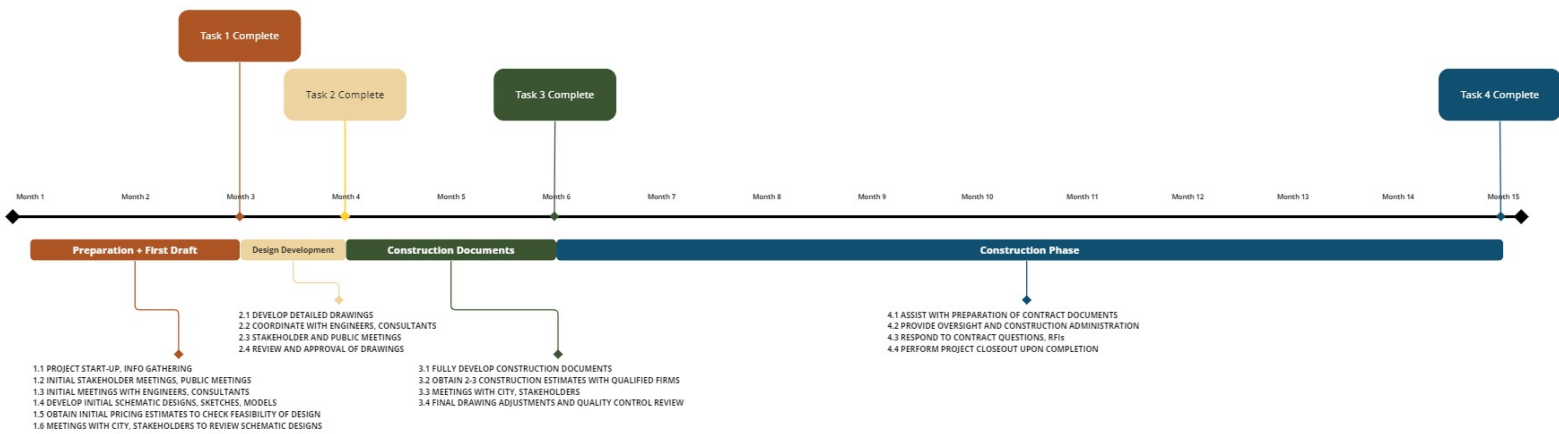 Task 1 Complete
Task 2 Complete
Task 3 Complete
Task 4 Complete
Month 1
Month 2
Month 3
Month 4
Month 5
Month 6
Month 7
Month 8
Month 9
Month 10
Month 11
Month 12
Month 13
Month 14
Month 15
Preparation + First Draft
Design Development
Construction Documents
Construction Phase
1.1 PROJECT START-UP, INFO GATHERING
1.2 INITIAL STAKEHOLDER MEETINGS, PUBLIC MEETINGS
1.3 INITIAL MEETINGS WITH ENGINEERS, CONSULTANTS
1.4 DEVELOP INITIAL SCHEMATIC DESIGNS, SKETCHES, MODELS
1.5 OBTAIN INITIAL PRICING ESTIMATES TO CHECK FEASIBILITY OF DESIGN
1.6 MEETINGS WITH CITY, STAKEHOLDERS TO REVIEW SCHEMATIC DESIGNS
2.1 DEVELOP DETAILED DRAWINGS
2.2 COORDINATE WITH ENGINEERS, CONSULTANTS
2.3 STAKEHOLDER AND PUBLIC MEETINGS
2.4 REVIEW AND APPROVAL OF DRAWINGS
3.1 FULLY DEVELOP CONSTRUCTION DOCUMENTS
3.2 OBTAIN 2-3 CONSTRUCTION ESTIMATES WITH QUALIFIED FIRMS
3.3 MEETINGS WITH CITY, STAKEHOLDERS
3.4 FINAL DRAWING ADJUSTMENTS AND QUALITY CONTROL REVIEW
4.1 ASSIST WITH PREPARATION OF CONTRACT DOCUMENTS
4.2 PROVIDE OVERSIGHT AND CONSTRUCTION ADMINISTRATION
4.3 RESPOND TO CONTRACT QUESTIONS, RFIs
4.4 PERFORM PROJECT CLOSEOUT UPON COMPLETION